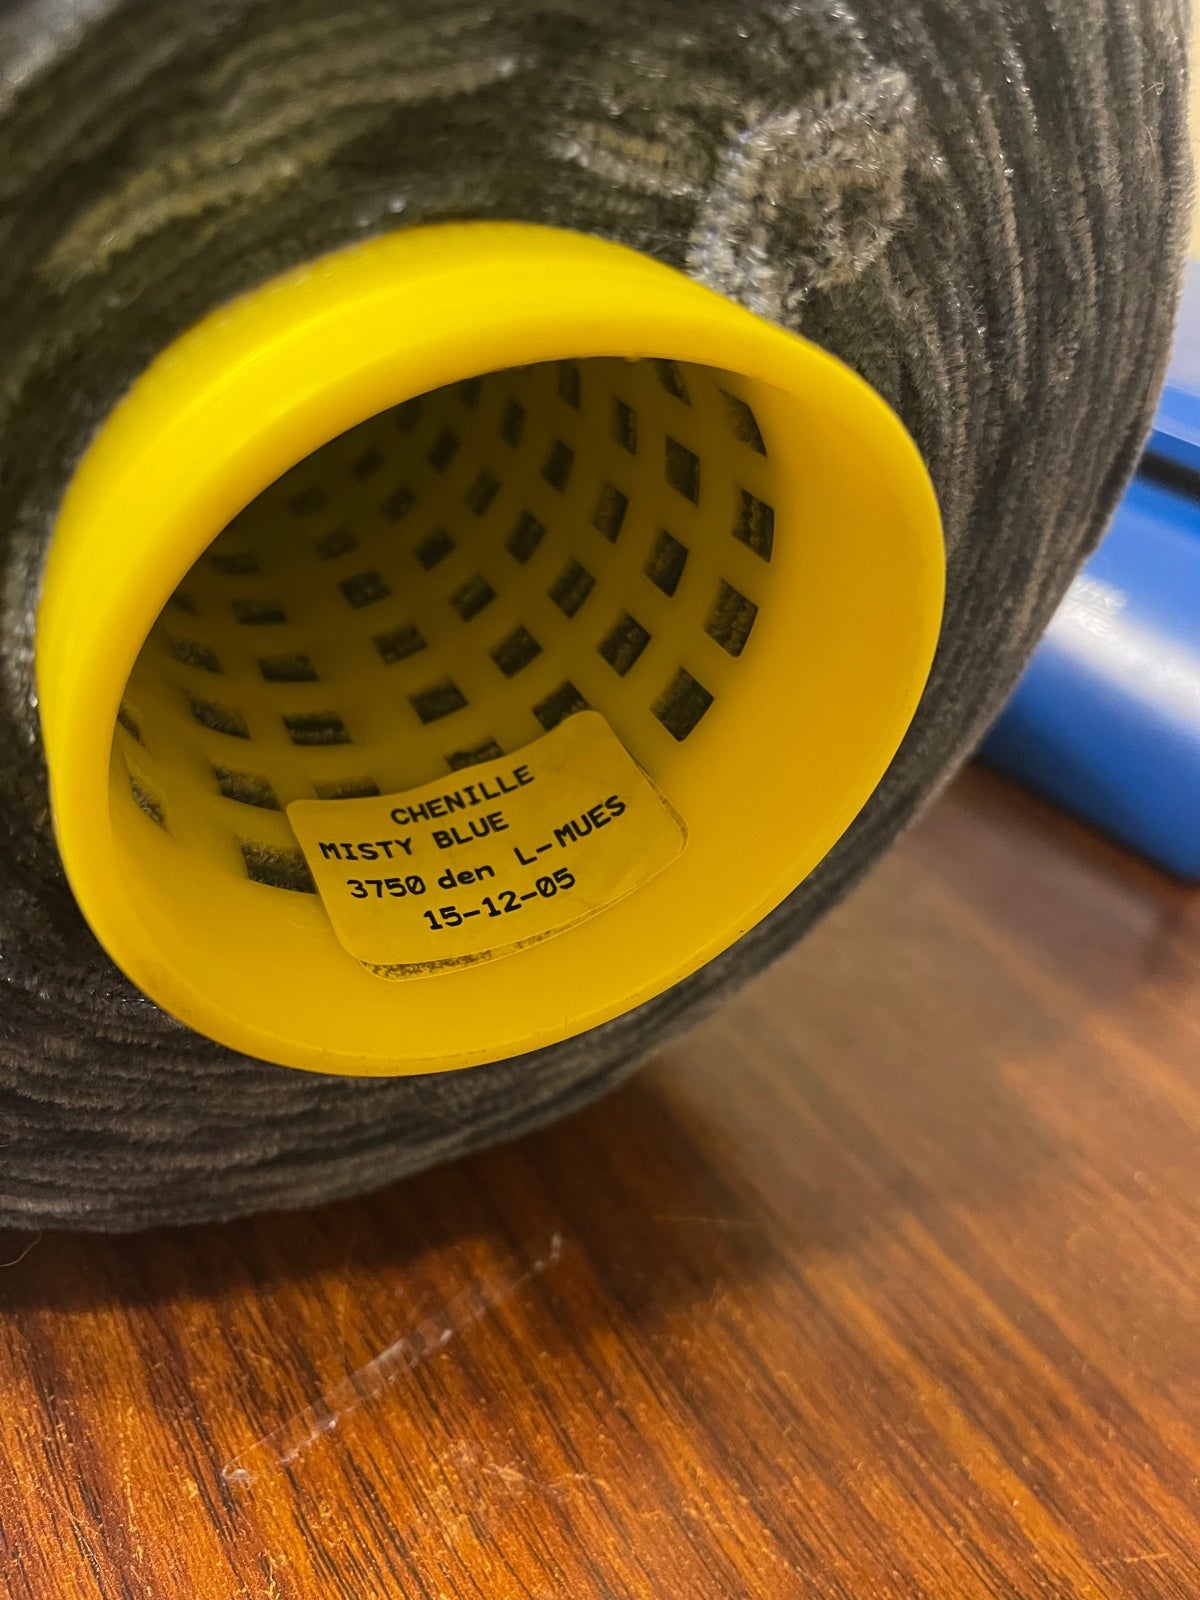 CHENILLE
MISTY BLUE
3750 den L-MUES
15-12-05